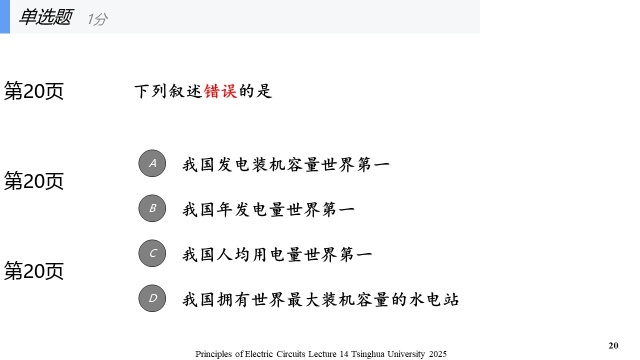 单选题 1分
第20页 下列叙述错误的是
A 我国发电装机容量世界第一
第20页
B 我国年发电量世界第一
C 我国人均用电量世界第一
第20页
D 我国拥有世界最大装机容量的水电站
20
Principles of Electric Circuits Lecture 14 Tsinghua University 2025